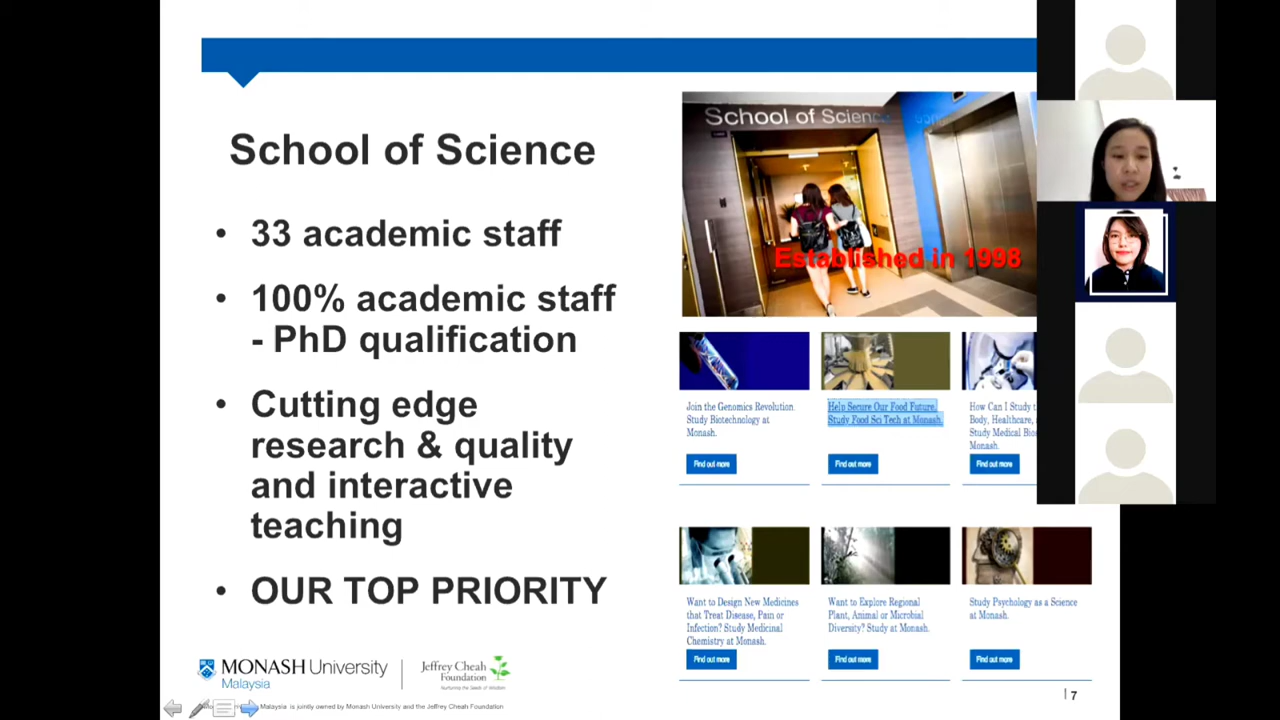 School of Science
• 33 academic staff
• 100% academic staff
- PhD qualification
• Cutting edge
research & quality
and interactive
teaching
• OUR TOP PRIORITY
School of Science
Established in 1998
Join the Genomics Revolution.
Study Biotechnology at
Monash.
Find out more
Help Secure Our Food Future.
Study Food Sci Tech at Monash.
Find out more
How Can I Study
Body, Healthcare,
Study Medical
Monash.
Find out more
Want to Design New Medicines
that Treat Disease, Pain or
Infection? Study Medicinal
Chemistry at Monash.
Find out more
Want to Explore Regional
Plant, Animal or Microbial
Diversity? Study at Monash.
Find out more
Study Psychology as a Science
at Monash.
Find out more
MONASH University
Malaysia
Jeffrey Cheah
Foundation
Nurturing the Seeds of Wisdom
Malaysia is jointly owned by Monash University and the Jeffrey Cheah Foundation
7